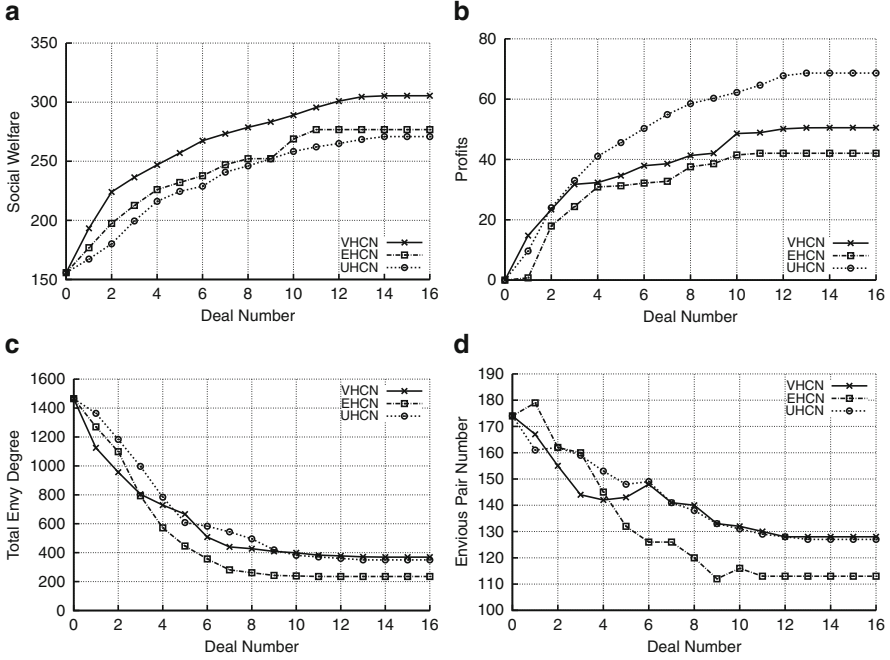 a
350
300
250
200
150
Social Welfare
VHCN
EHCN
UHCN
0 2 4 6 8 10 12 14 16
Deal Number
b
80
60
40
20
0
Profits
VHCN
EHCN
UHCN
0 2 4 6 8 10 12 14 16
Deal Number
c
1600
1400
1200
1000
800
600
400
200
0
Total Envy Degree
VHCN
EHCN
UHCN
0 2 4 6 8 10 12 14 16
Deal Number
d
190
180
170
160
150
140
130
120
110
100
Envious Pair Number
VHCN
EHCN
UHCN
0 2 4 6 8 10 12 14 16
Deal Number